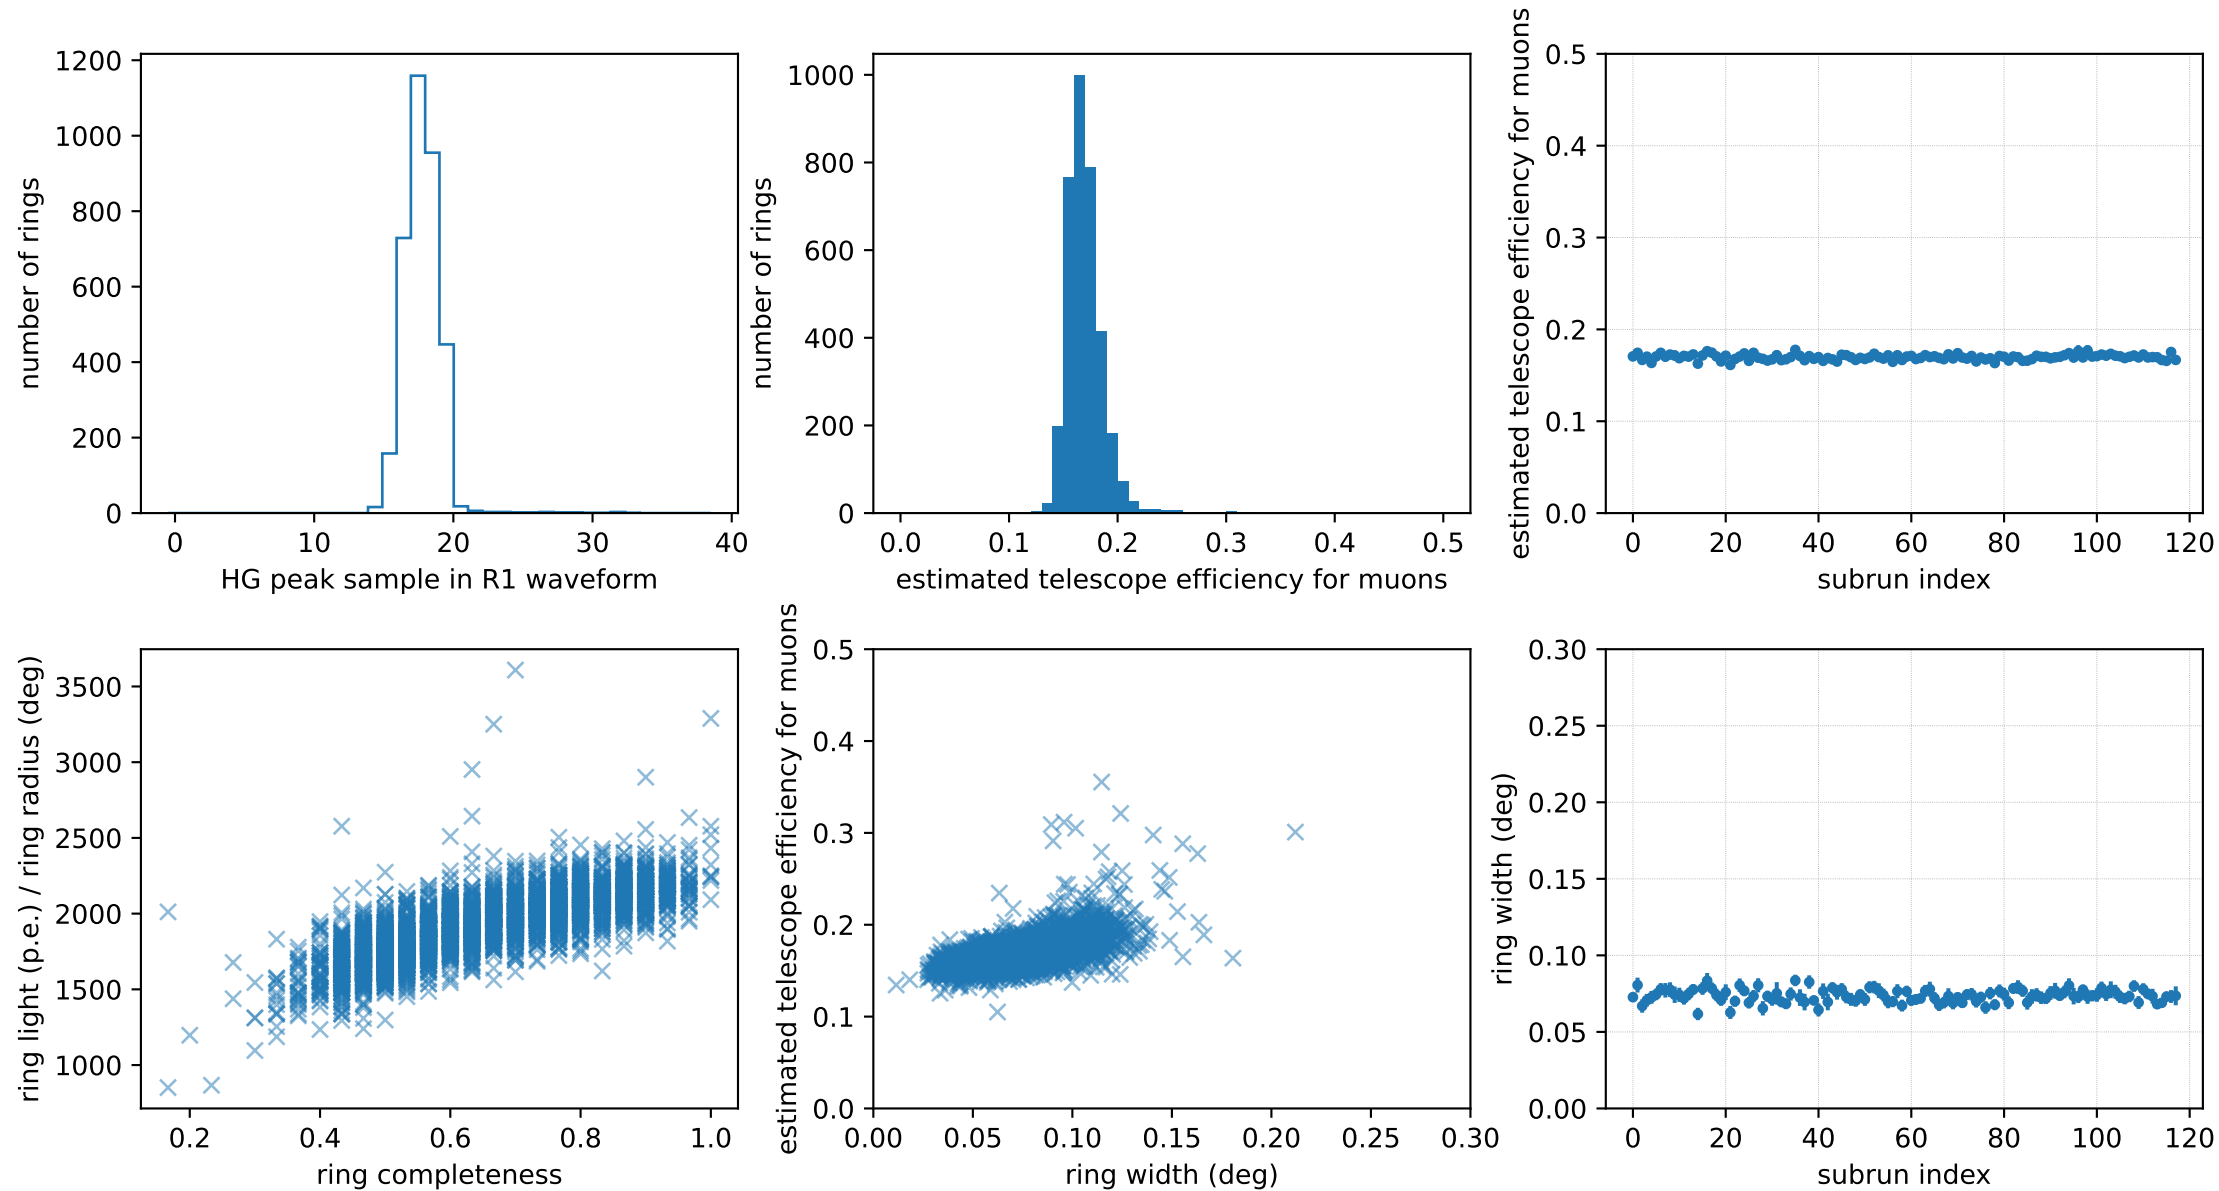 number of rings
1200
1000
800
600
400
200
0
0 10 20 30 40
HG peak sample in R1 waveform
number of rings
1000
800
600
400
200
0
0.0 0.1 0.2 0.3 0.4 0.5
estimated telescope efficiency for muons
estimated telescope efficiency for muons
0.5
0.4
0.3
0.2
0.1
0.0
0 20 40 60 80 100 120
subrun index
ring light (p.e.) / ring radius (deg)
3500
3000
2500
2000
1500
1000
0.2 0.4 0.6 0.8 1.0
ring completeness
estimated telescope efficiency for muons
0.5
0.4
0.3
0.2
0.1
0.0
0.00 0.05 0.10 0.15 0.20 0.25 0.30
ring width (deg)
ring width (deg)
0.30
0.25
0.20
0.15
0.10
0.05
0.00
0 20 40 60 80 100 120
subrun index